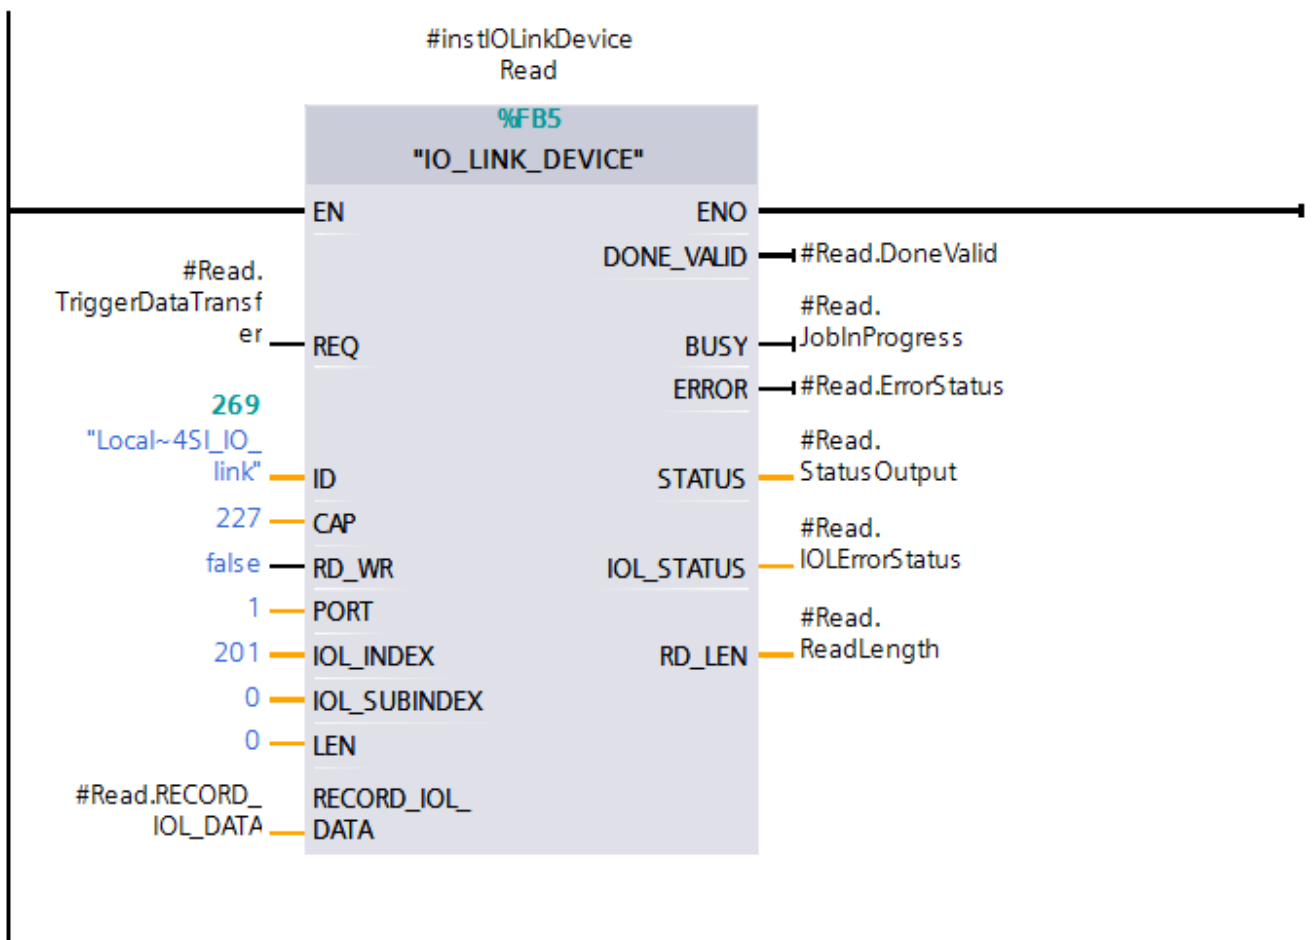 #instIOLinkDevice
Read
%FB5
"IO_LINK_DEVICE"
EN
ENO
DONE_VALID
#Read.DoneValid
#Read.
TriggerDataTransf
er
REQ
BUSY
#Read.
JobInProgress
ERROR
#Read.ErrorStatus
269
"Local~4SI_IO_
link"
ID
STATUS
#Read.
StatusOutput
227
CAP
false
RD_WR
IOL_STATUS
#Read.
IOLErrorStatus
1
PORT
201
IOL_INDEX
RD_LEN
#Read.
ReadLength
0
IOL_SUBINDEX
0
LEN
#Read.RECORD_
IOL_DATA
RECORD_IOL_
DATA